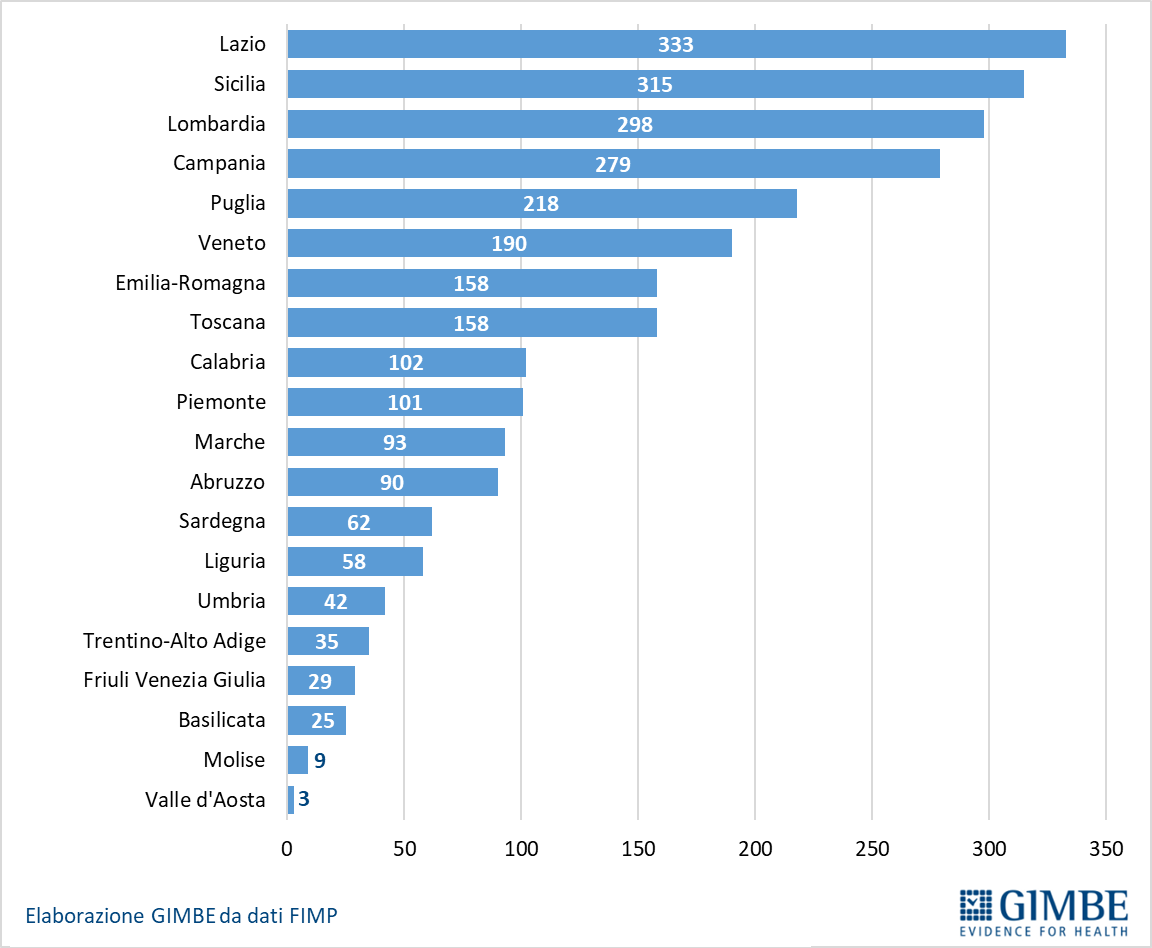 Lazio 333
Sicilia 315
Lombardia 298
Campania 279
Puglia 218
Veneto 190
Emilia-Romagna 158
Toscana 158
Calabria 102
Piemonte 101
Marche 93
Abruzzo 90
Sardegna 62
Liguria 58
Umbria 42
Trentino-Alto Adige 35
Friuli Venezia Giulia 29
Basilicata 25
Molise 9
Valle d'Aosta 3
0 50 100 150 200 250 300 350
Elaborazione GIMBE da dati FIMP
GIMBE
EVIDENCE FOR HEALTH